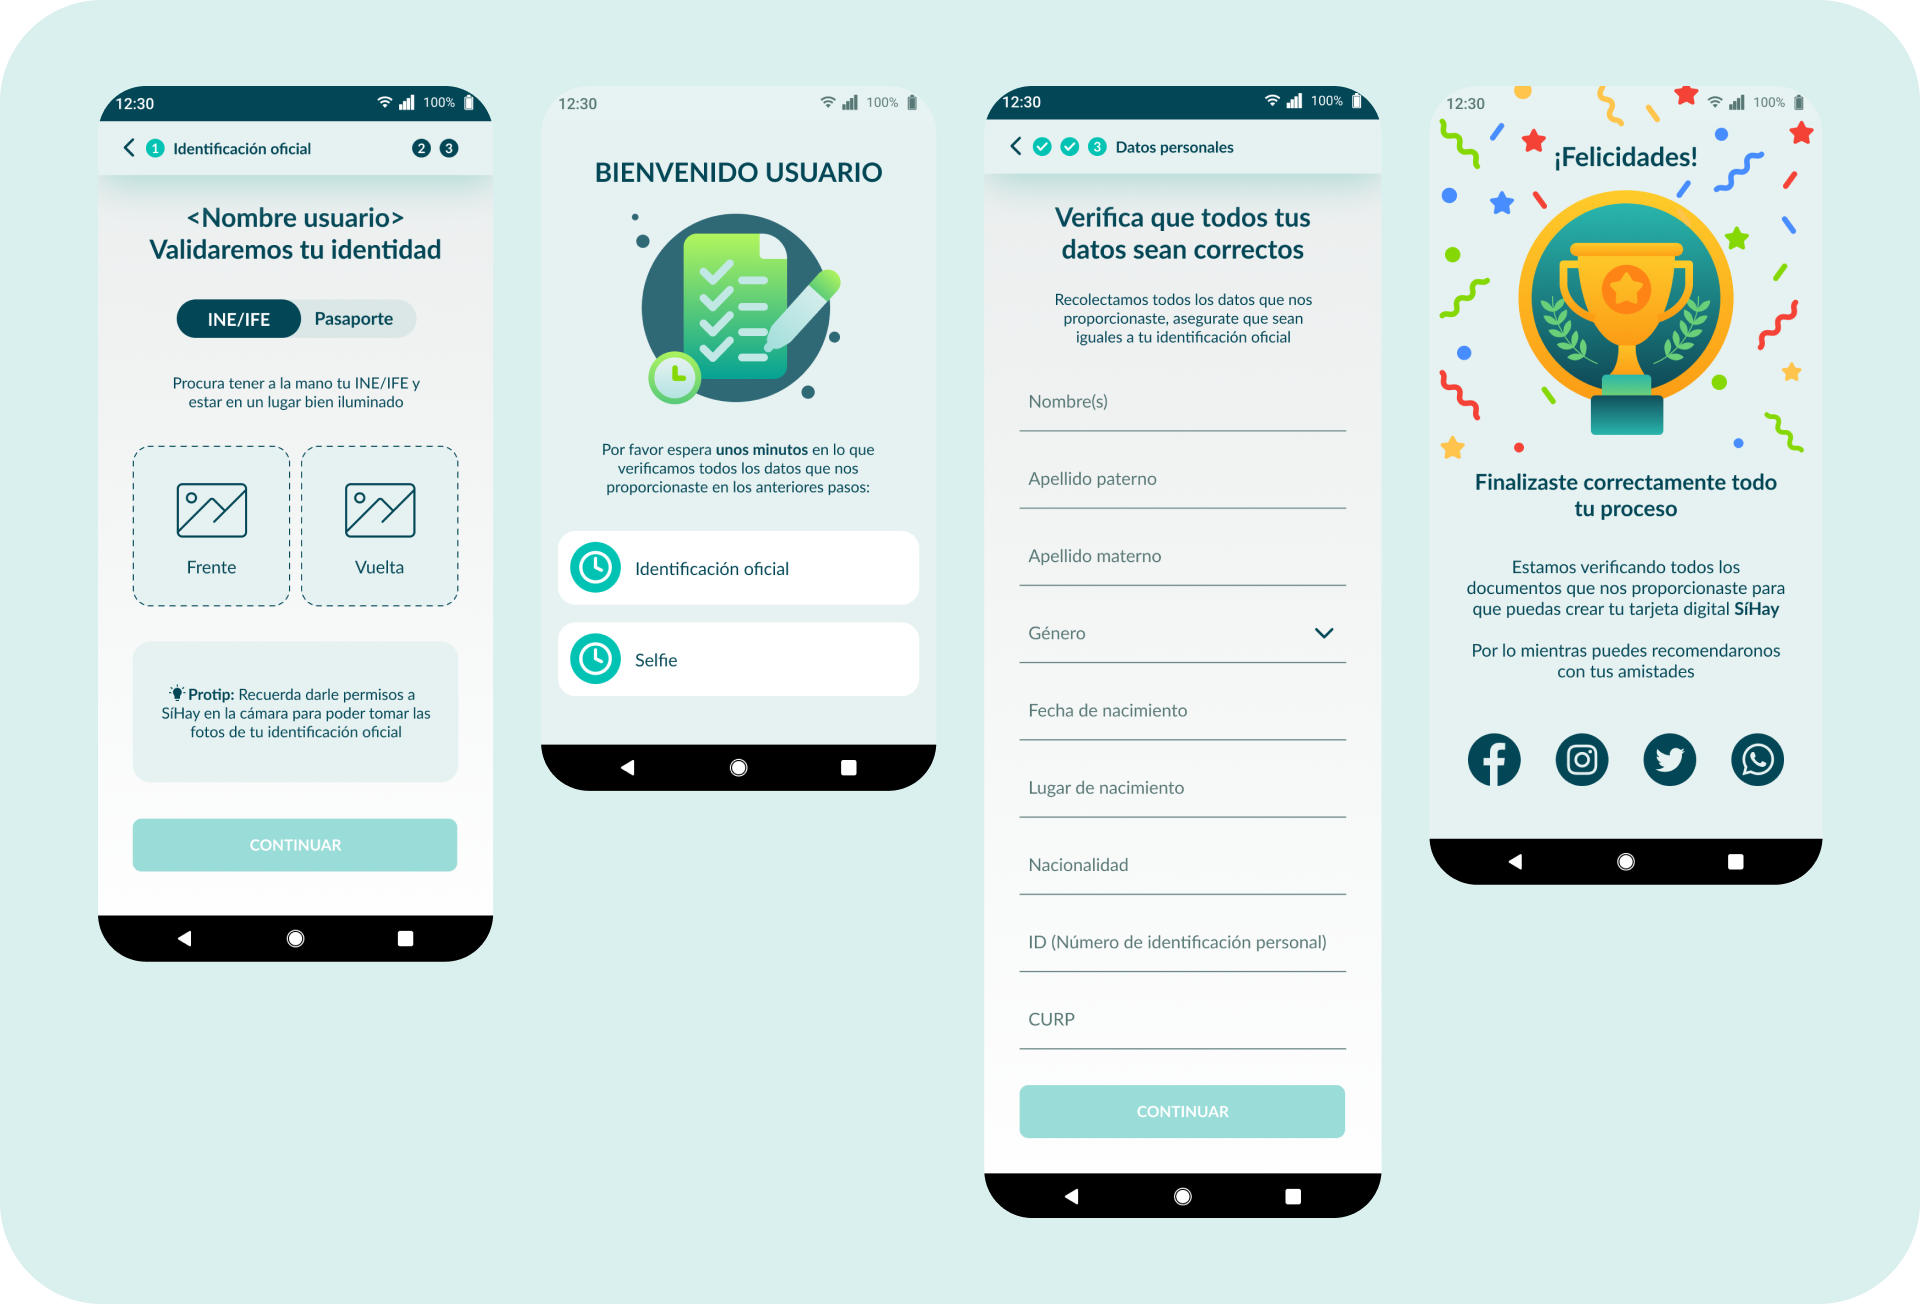 12:30
100%
1 Identificación oficial
2 3
<Nombre usuario>
Validaremos tu identidad
INE/IFE
Pasaporte
Procura tener a la mano tu INE/IFE y
estar en un lugar bien iluminado
Frente
Vuelta
Protip: Recuerda darle permisos a
SíHay en la cámara para poder tomar las
fotos de tu identificación oficial
CONTINUAR
12:30
100%
BIENVENIDO USUARIO
Por favor espera unos minutos en lo que
verificamos todos los datos que nos
proporcionaste en los anteriores pasos:
Identificación oficial
Selfie
12:30
100%
3 Datos personales
Verifica que todos tus
datos sean correctos
Recolectamos todos los datos que nos
proporcionaste, asegurate que sean
iguales a tu identificación oficial
Nombre(s)
Apellido paterno
Apellido materno
Género
Fecha de nacimiento
Lugar de nacimiento
Nacionalidad
ID (Número de identificación personal)
CURP
CONTINUAR
12:30
100%
¡Felicidades!
Finalizaste correctamente todo
tu proceso
Estamos verificando todos los
documentos que nos proporcionaste para
que puedas crear tu tarjeta digital SíHay
Por lo mientras puedes recomendaronos
con tus amistades